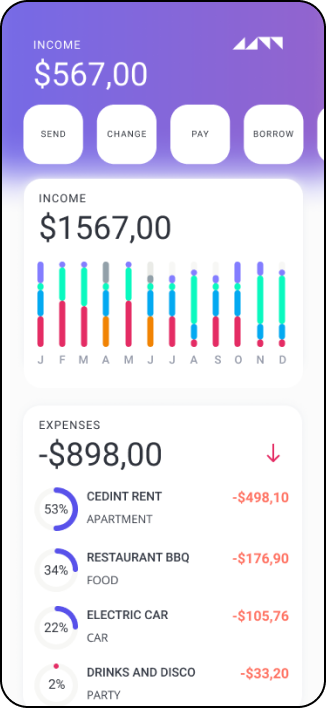 INCOME
$567,00
SEND
CHANGE
PAY
BORROW
INCOME
$1567,00
J F M A M J J A S O N D
EXPENSES
-$898,00
53%
CEDINT RENT
-$498,10
APARTMENT
34%
RESTAURANT BBQ
-$176,90
FOOD
22%
ELECTRIC CAR
-$105,76
CAR
2%
DRINKS AND DISCO
-$33,20
PARTY